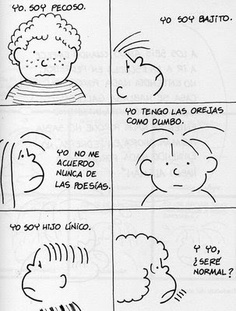 YO SOY PECOSO.
YO SOY BAJITO.
YO NO ME
ACUERDO
NUNCA DE
LAS POESÍAS.
YO TENGO LAS OREJAS
COMO DUMBO.
YO SOY HIJO ÚNICO.
Y YO,
¿SERÉ
NORMAL?